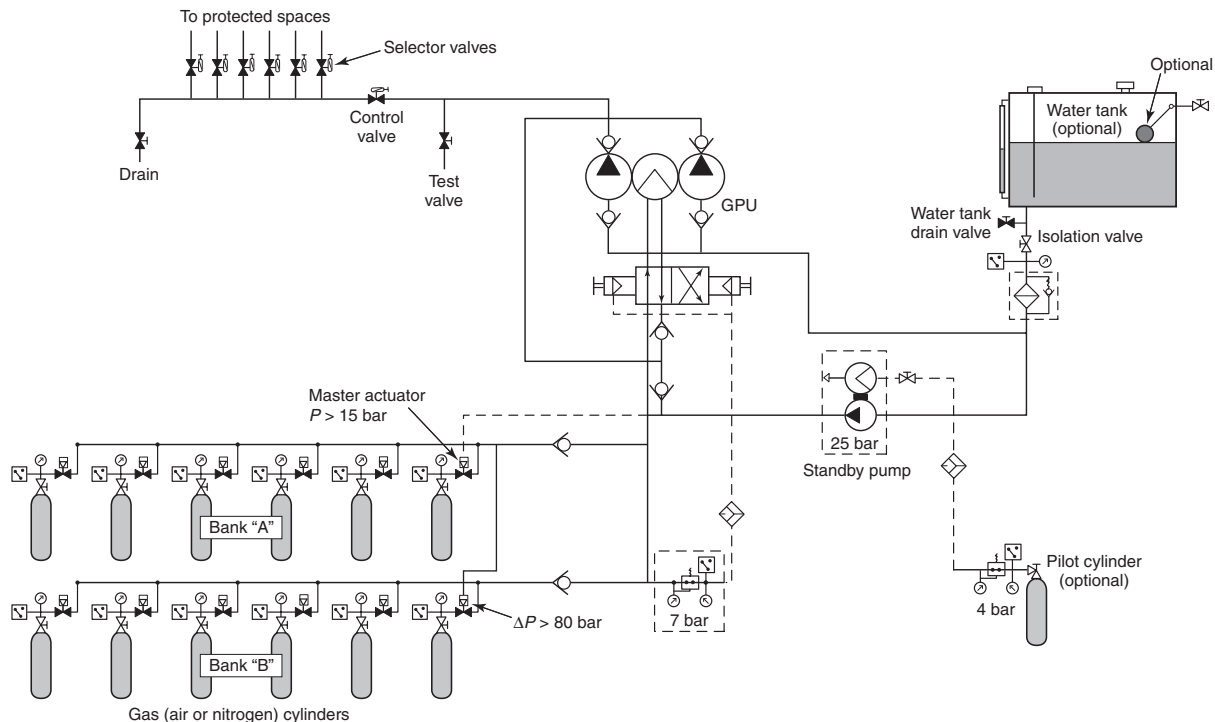 To protected spaces
Selector valves
Control
valve
Drain
Test
valve
GPU
Optional
Water tank
(optional)
Water tank
drain valve
Isolation valve
Master actuator
P > 15 bar
25 bar
Standby pump
Bank “A”
Pilot cylinder
(optional)
4 bar
ΔP > 80 bar
7 bar
Bank “B”
Gas (air or nitrogen) cylinders